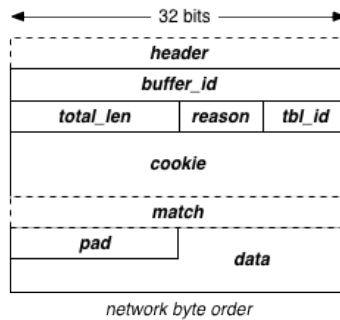 32 bits
header
buffer_id
total_len reason tbl_id
cookie
match
pad
data
network byte order